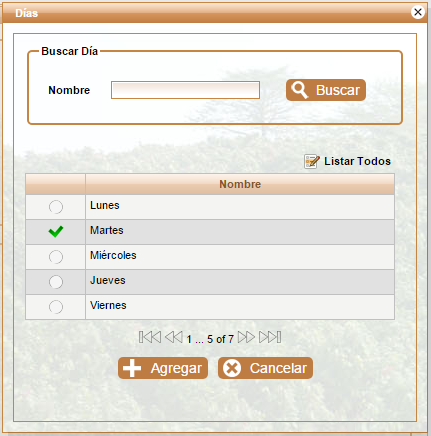 Días
Buscar Día
Nombre
Buscar
Listar Todos
Nombre
Lunes
Martes
Miércoles
Jueves
Viernes
1 ... 5 of 7
Agregar
Cancelar